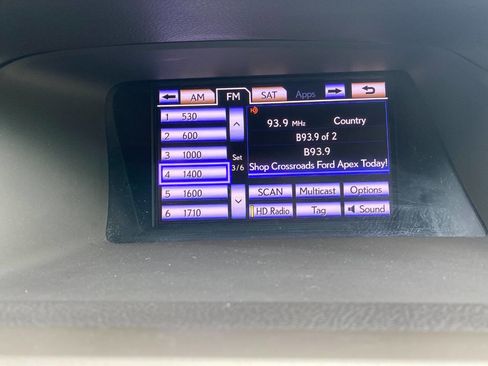 AM FM SAT Apps
1 530
2 600
3 1000
4 1400
5 1600
6 1710
Set
3/6
93.9 MHz Country
B93.9 of 2
B93.9
Shop Crossroads Ford Apex Today!
SCAN Multicast Options
HD Radio Tag Sound